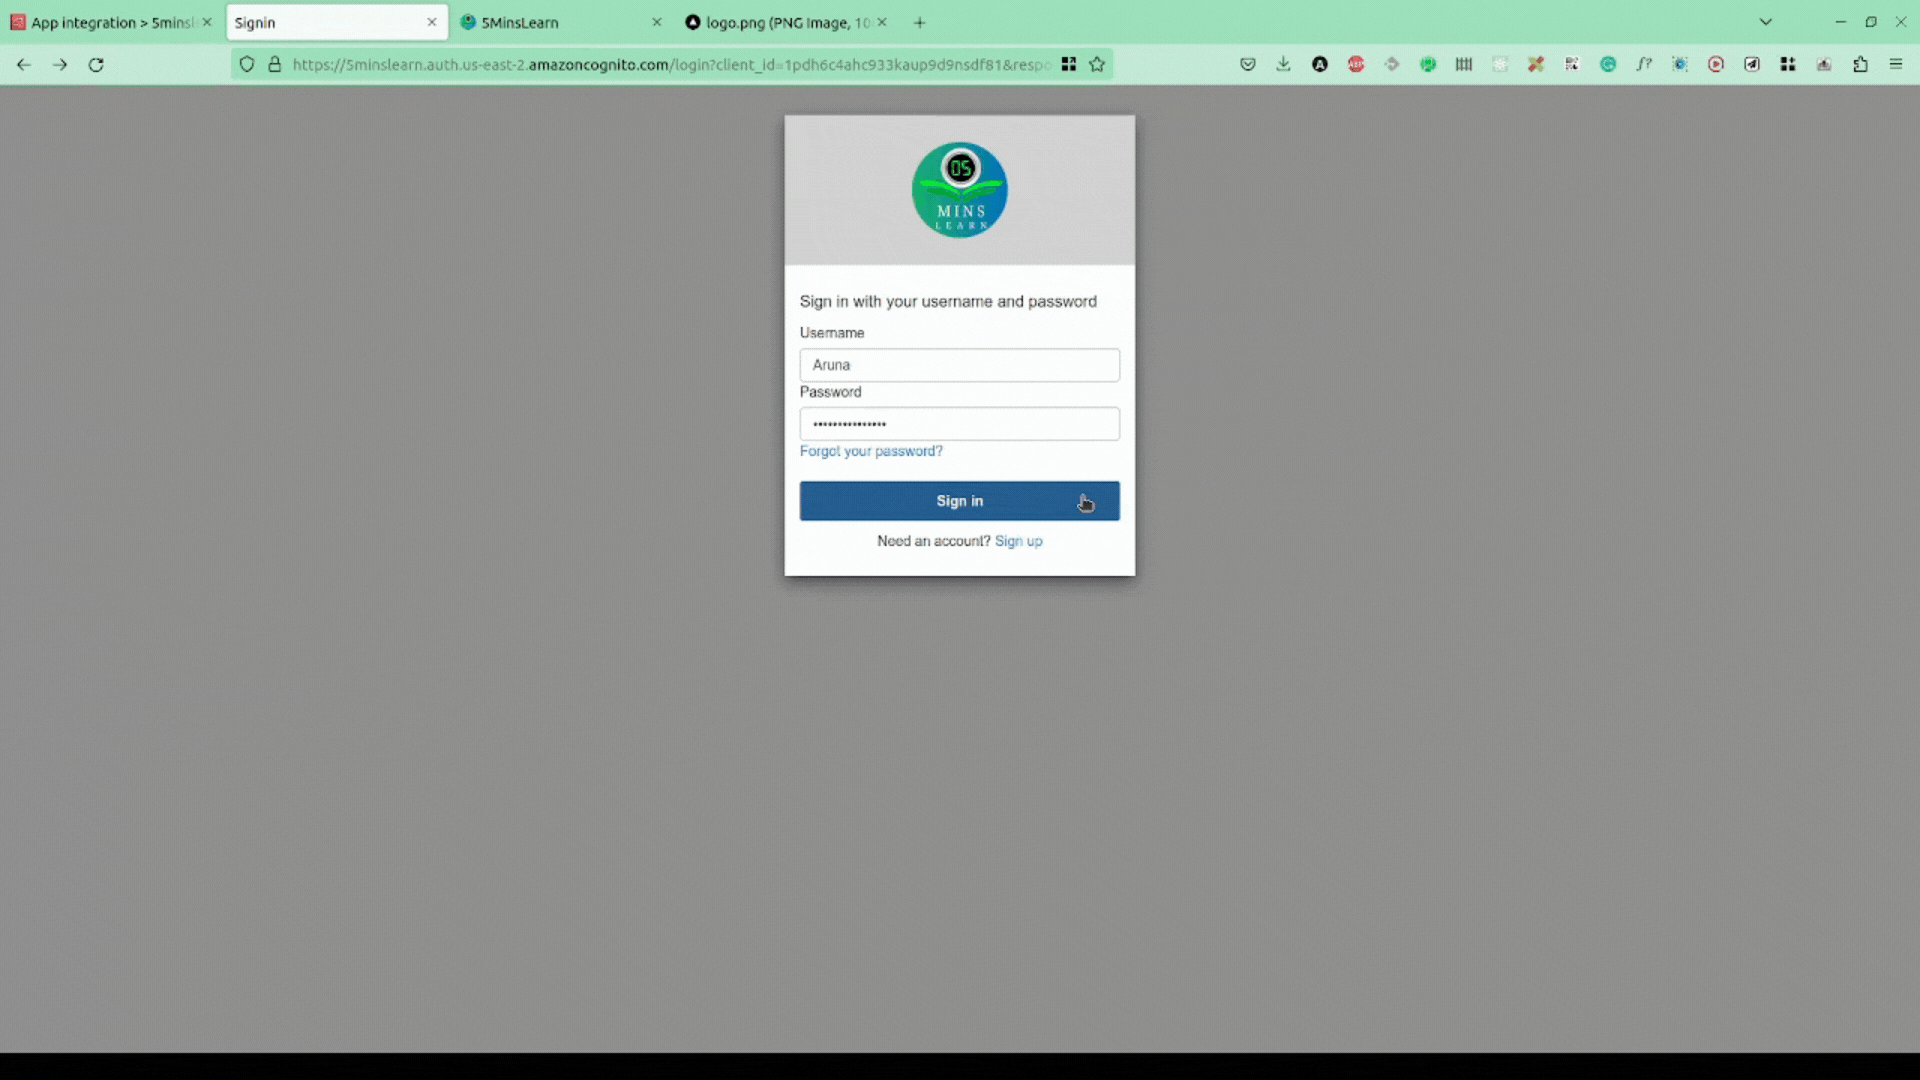 App integration > 5minsl
Signin
5MinsLearn
logo.png (PNG Image, 10
https://5minslearn.auth.us-east-2.amazoncognito.com/login?client_id=1pdh6c4ahc933kaup9d9nsdf81&respo
05
MINS
LEARN
Sign in with your username and password
Username
Aruna
Password
Forgot your password?
Sign in
Need an account? Sign up